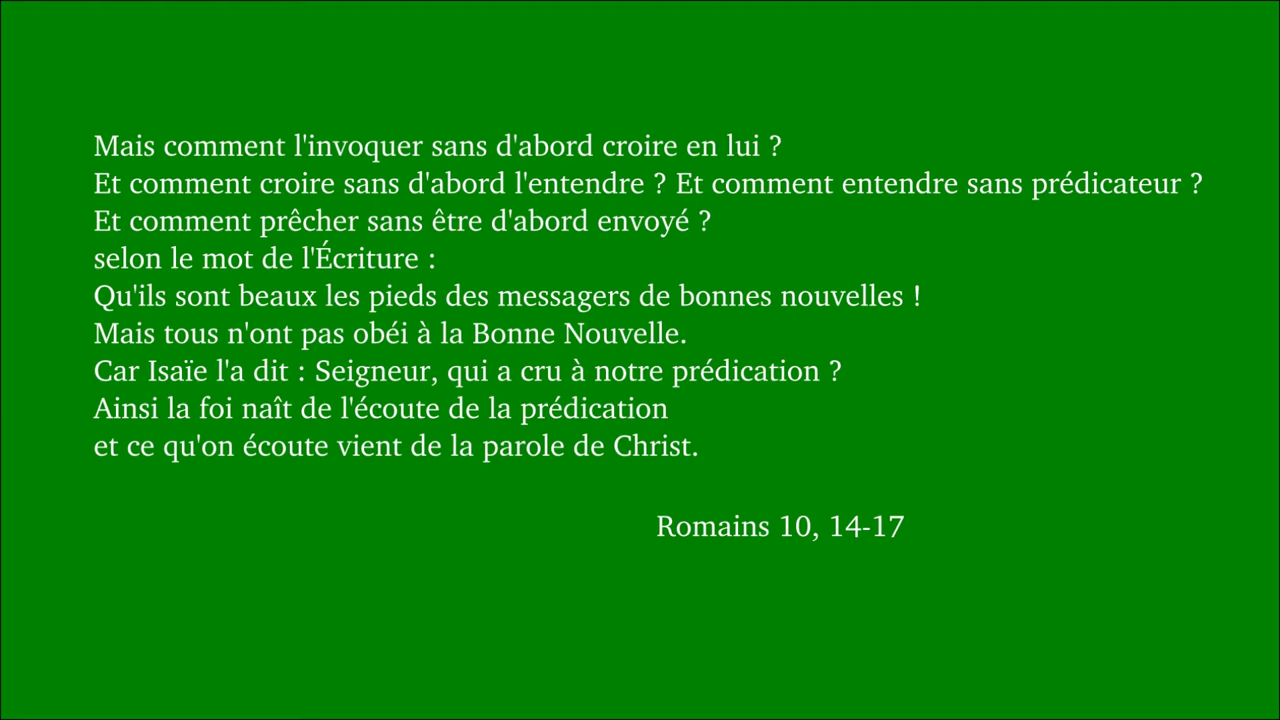 Mais comment l'invoquer sans d'abord croire en lui ?
Et comment croire sans d'abord l'entendre ? Et comment entendre sans prédicateur ?
Et comment prêcher sans être d'abord envoyé ?
selon le mot de l'Écriture :
Qu'ils sont beaux les pieds des messagers de bonnes nouvelles !
Mais tous n'ont pas obéi à la Bonne Nouvelle.
Car Isaïe l'a dit : Seigneur, qui a cru à notre prédication ?
Ainsi la foi naît de l'écoute de la prédication
et ce qu'on écoute vient de la parole de Christ.
Romains 10, 14-17